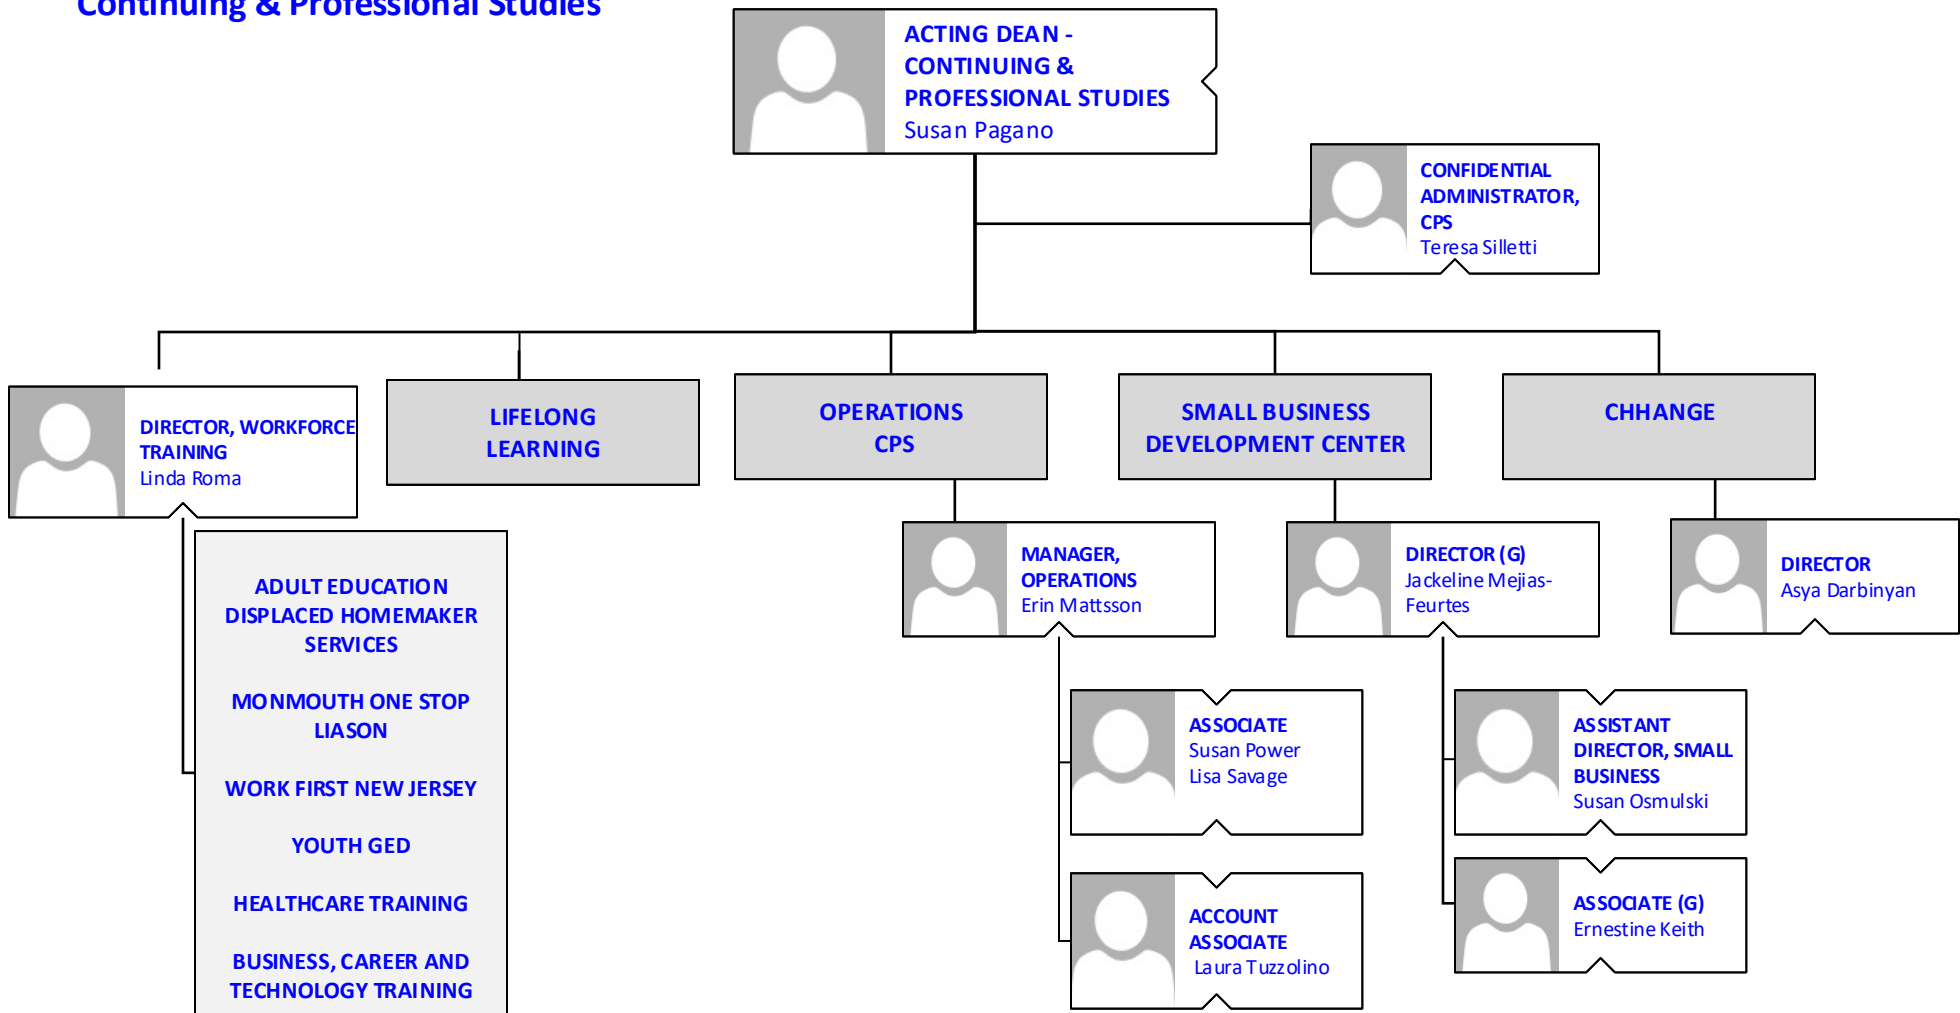 Continuing & Professional Studies
ACTING DEAN -
CONTINUING &
PROFESSIONAL STUDIES
Susan Pagano
CONFIDENTIAL
ADMINISTRATOR,
CPS
Teresa Silletti
DIRECTOR, WORKFORCE
TRAINING
Linda Roma
LIFELONG
LEARNING
OPERATIONS
CPS
SMALL BUSINESS
DEVELOPMENT CENTER
CHHANGE
ADULT EDUCATION
DISPLACED HOMEMAKER
SERVICES
MONMOUTH ONE STOP
LIASON
WORK FIRST NEW JERSEY
YOUTH GED
HEALTHCARE TRAINING
BUSINESS, CAREER AND
TECHNOLOGY TRAINING
MANAGER,
OPERATIONS
Erin Mattsson
ASSOCIATE
Susan Power
Lisa Savage
ACCOUNT
ASSOCIATE
Laura Tuzzolino
DIRECTOR (G)
Jackeline Mejias-
Feurtes
ASSISTANT
DIRECTOR, SMALL
BUSINESS
Susan Osmulski
ASSOCIATE (G)
Ernestine Keith
DIRECTOR
Asya Darbinyan